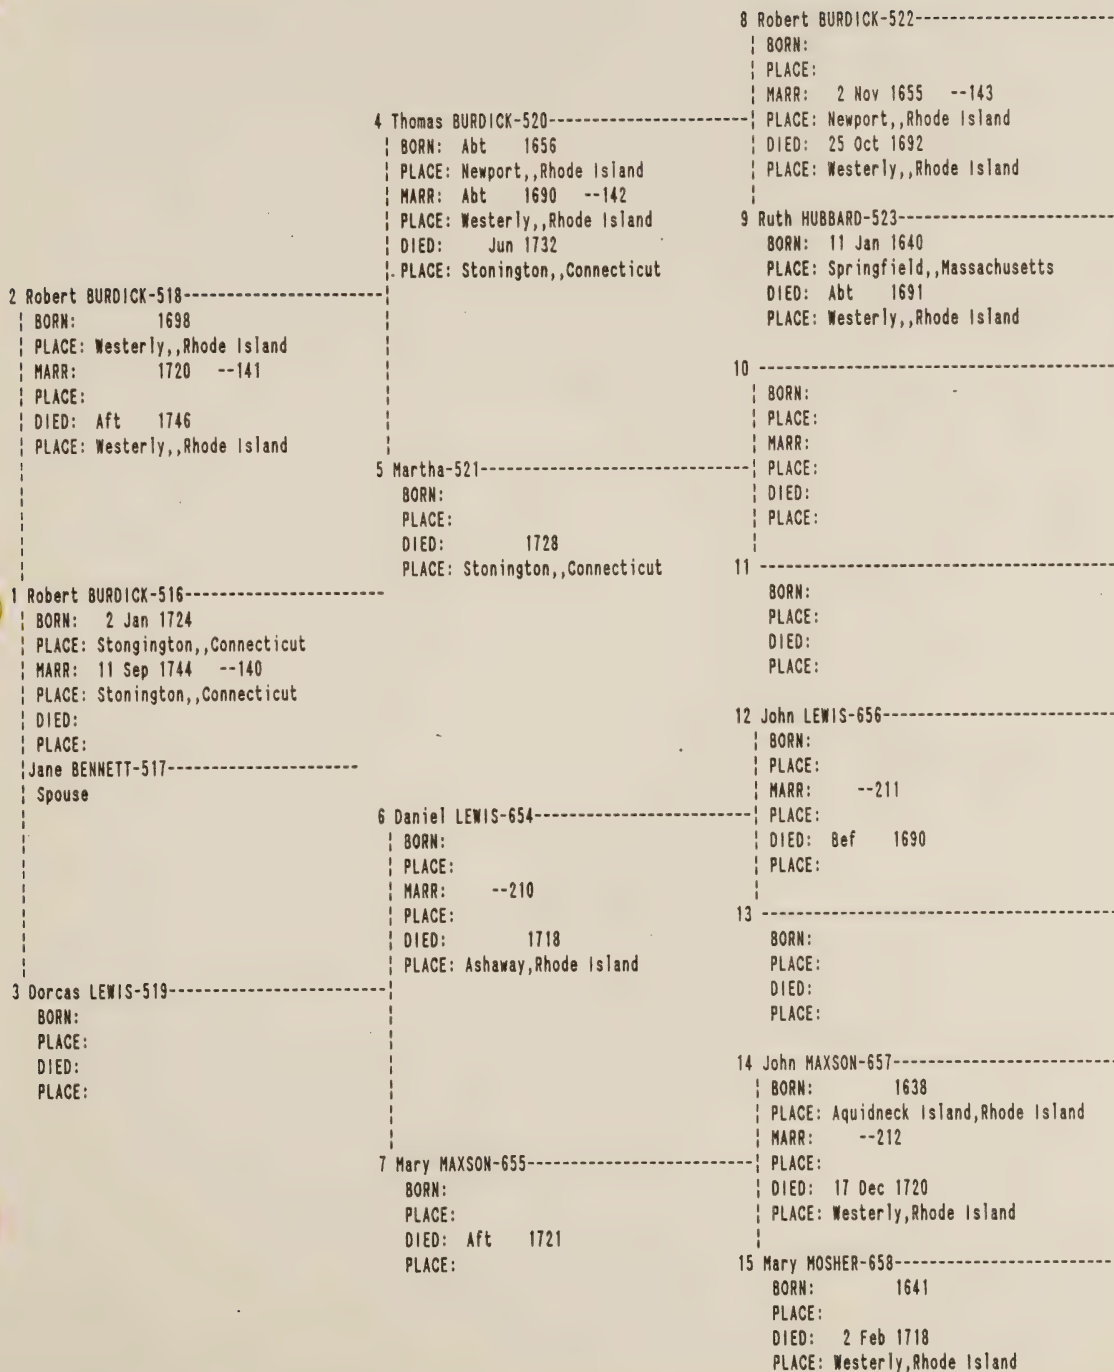 8 Robert BURDICK-522
BORN:
PLACE:
MARR: 2 Nov 1655 --143
PLACE: Newport,,Rhode Island
DIED: 25 Oct 1692
PLACE: Westerly,,Rhode Island
4 Thomas BURDICK-520
BORN: Abt 1656
PLACE: Newport,,Rhode Island
MARR: Abt 1690 --142
PLACE: Westerly,,Rhode Island
DIED: Jun 1732
PLACE: Stonington,,Connecticut
9 Ruth HUBBARD-523
BORN: 11 Jan 1640
PLACE: Springfield,,Massachusetts
DIED: Abt 1691
PLACE: Westerly,,Rhode Island
2 Robert BURDICK-518
BORN: 1698
PLACE: Westerly,,Rhode Island
MARR: 1720 --141
PLACE:
DIED: Aft 1746
PLACE: Westerly,,Rhode Island
10
BORN:
PLACE:
MARR:
PLACE:
DIED:
PLACE:
5 Martha-521
BORN:
PLACE:
DIED: 1728
PLACE: Stonington,,Connecticut
11
BORN:
PLACE:
DIED:
PLACE:
1 Robert BURDICK-516
BORN: 2 Jan 1724
PLACE: Stongington,,Connecticut
MARR: 11 Sep 1744 --140
PLACE: Stonington,,Connecticut
DIED:
PLACE:
Jane BENNETT-517
Spouse
12 John LEWIS-656
BORN:
PLACE:
MARR: --211
PLACE:
DIED: Bef 1690
PLACE:
6 Daniel LEWIS-654
BORN:
PLACE:
MARR: --210
PLACE:
DIED: 1718
PLACE: Ashaway,Rhode Island
13
BORN:
PLACE:
DIED:
PLACE:
3 Dorcas LEWIS-519
BORN:
PLACE:
DIED:
PLACE:
14 John MAXSON-657
BORN: 1638
PLACE: Aquidneck Island,Rhode Island
MARR: --212
PLACE:
DIED: 17 Dec 1720
PLACE: Westerly,Rhode Island
7 Mary MAXSON-655
BORN:
PLACE:
DIED: Aft 1721
PLACE:
15 Mary MOSHER-658
BORN: 1641
PLACE:
DIED: 2 Feb 1718
PLACE: Westerly,Rhode Island